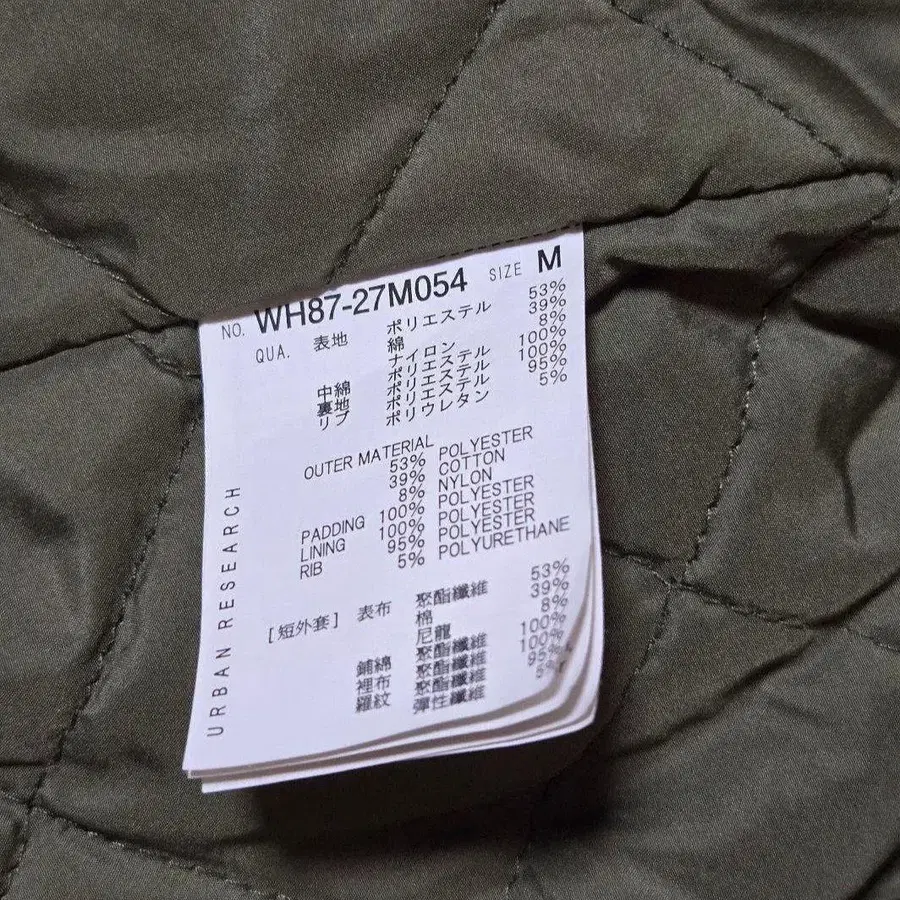 NO. WH87-27M054 SIZE M
QUA. 表地 ポリエステル 53%
綿 39%
ナイロン 8%
中綿 ポリエステル 100%
裏地 ポリエステル 100%
リブ ポリエステル 95%
ポリウレタン 5%
OUTER MATERIAL
53% POLYESTER
39% COTTON
8% NYLON
PADDING 100% POLYESTER
LINING 100% POLYESTER
RIB 95% POLYESTER
5% POLYURETHANE
[短外套] 表布 聚酯纖維 53%
棉 39%
尼龍 8%
鋪綿 聚酯纖維 100%
裡布 聚酯纖維 100%
羅紋 聚酯纖維 95%
彈性纖維 5%
URBAN RESEARCH